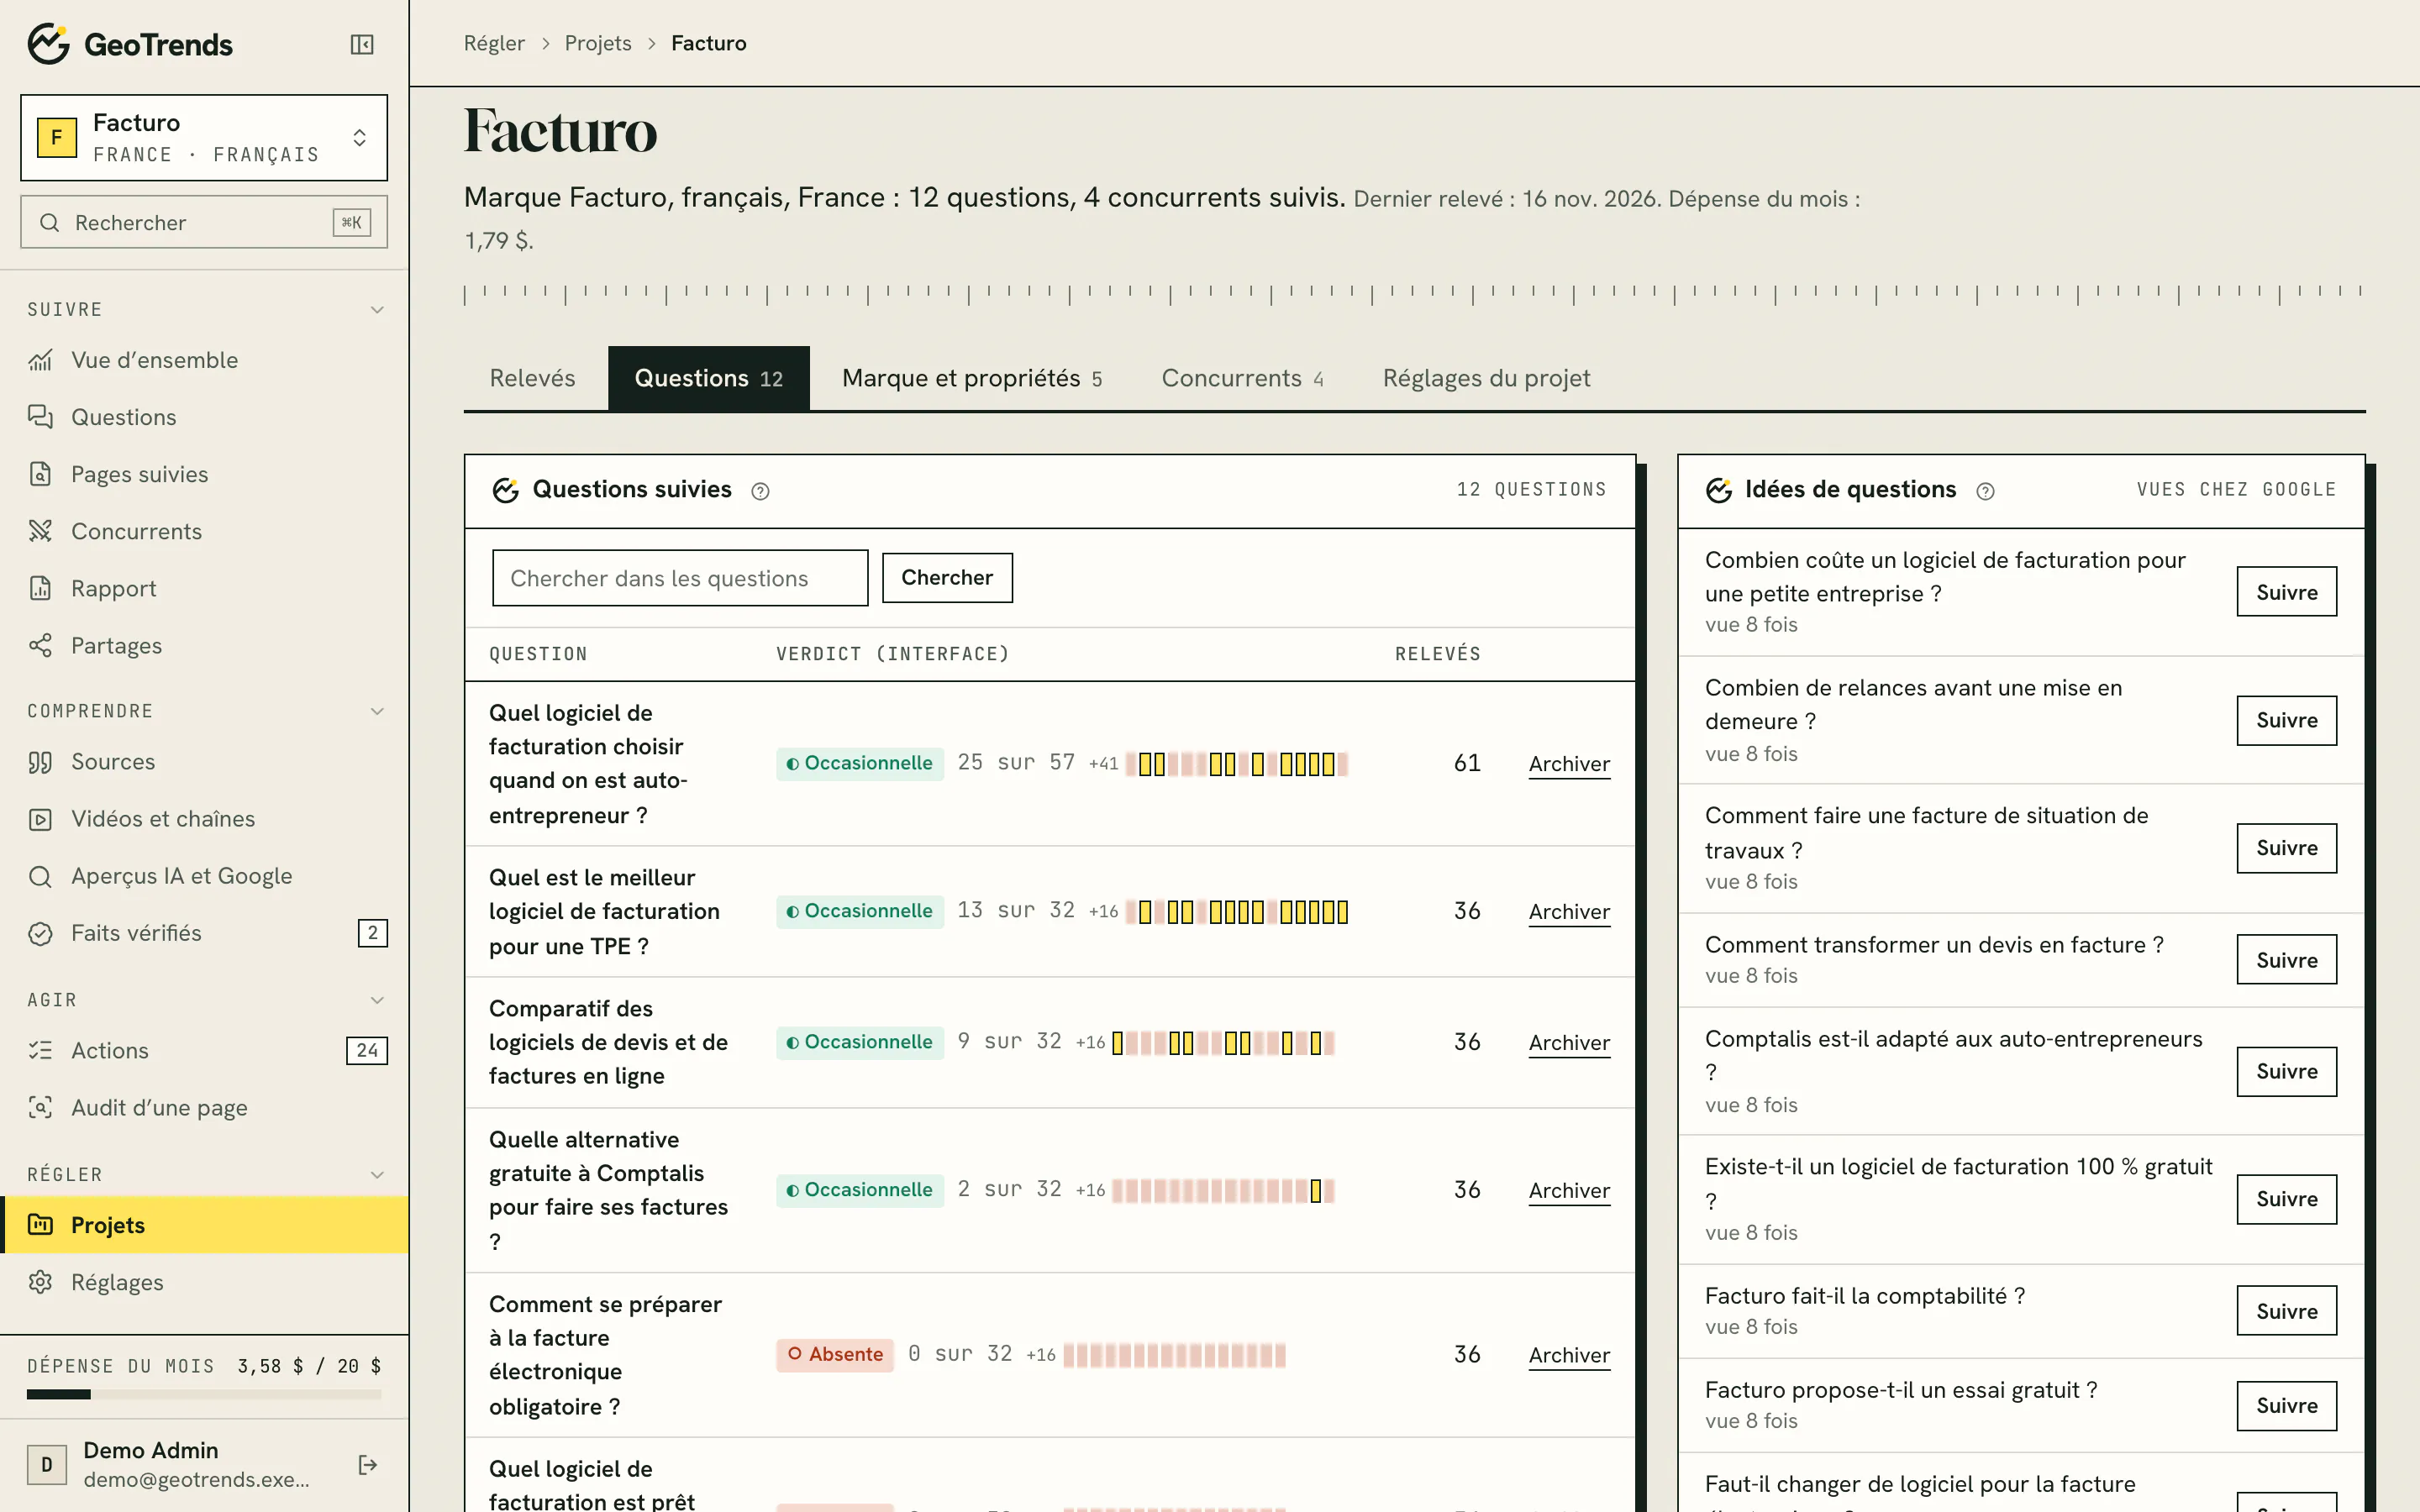 GeoTrends
F
Facturo
FRANCE · FRANÇAIS
Rechercher
⌘K
SUIVRE
Vue d’ensemble
Questions
Pages suivies
Concurrents
Rapport
Partages
COMPRENDRE
Sources
Vidéos et chaînes
Aperçus IA et Google
Faits vérifiés
2
AGIR
Actions
24
Audit d’une page
RÉGLER
Projets
Réglages
DÉPENSE DU MOIS 3,58 $ / 20 $
D
Demo Admin
demo@geotrends.exe...
Régler > Projets > Facturo
Facturo
Marque Facturo, français, France : 12 questions, 4 concurrents suivis. Dernier relevé : 16 nov. 2026. Dépense du mois :
1,79 $.
Relevés
Questions 12
Marque et propriétés 5
Concurrents 4
Réglages du projet
Questions suivies ?
12 QUESTIONS
Chercher dans les questions
Chercher
QUESTION VERDICT (INTERFACE) RELEVÉS
Quel logiciel de
facturation choisir
quand on est auto-
entrepreneur ?
Occasionnelle 25 sur 57 +41 61 Archiver
Quel est le meilleur
logiciel de facturation
pour une TPE ?
Occasionnelle 13 sur 32 +16 36 Archiver
Comparatif des
logiciels de devis et de
factures en ligne
Occasionnelle 9 sur 32 +16 36 Archiver
Quelle alternative
gratuite à Comptalis
pour faire ses factures
?
Occasionnelle 2 sur 32 +16 36 Archiver
Comment se préparer
à la facture
électronique
obligatoire ?
Absente 0 sur 32 +16 36 Archiver
Quel logiciel de
facturation est prêt
Idées de questions ?
VUES CHEZ GOOGLE
Combien coûte un logiciel de facturation pour
une petite entreprise ?
vue 8 fois
Suivre
Combien de relances avant une mise en
demeure ?
vue 8 fois
Suivre
Comment faire une facture de situation de
travaux ?
vue 8 fois
Suivre
Comment transformer un devis en facture ?
vue 8 fois
Suivre
Comptalis est-il adapté aux auto-entrepreneurs
?
vue 8 fois
Suivre
Existe-t-il un logiciel de facturation 100 % gratuit
?
vue 8 fois
Suivre
Facturo fait-il la comptabilité ?
vue 8 fois
Suivre
Facturo propose-t-il un essai gratuit ?
vue 8 fois
Suivre
Faut-il changer de logiciel pour la facture